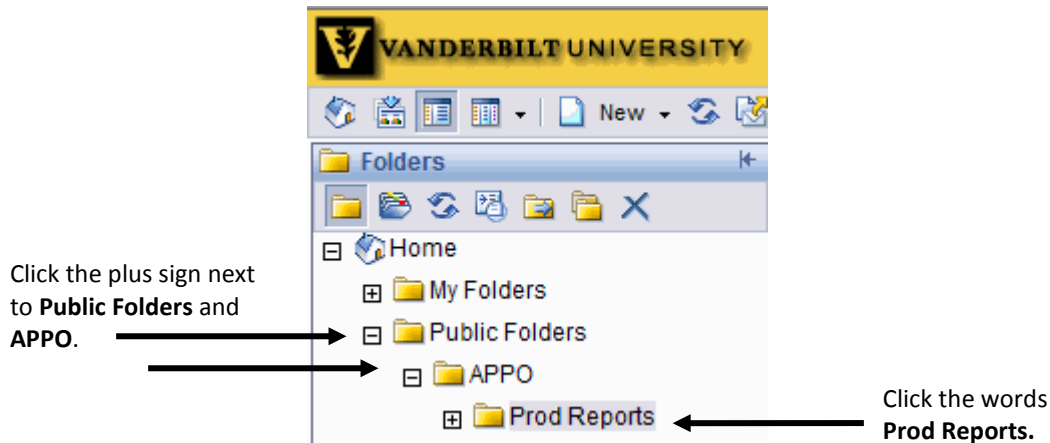 VANDERBILT UNIVERSITY
New
Folders
Home
My Folders
Public Folders
APPO
Prod Reports
Click the plus sign next
to Public Folders and
APPO.
Click the words
Prod Reports.